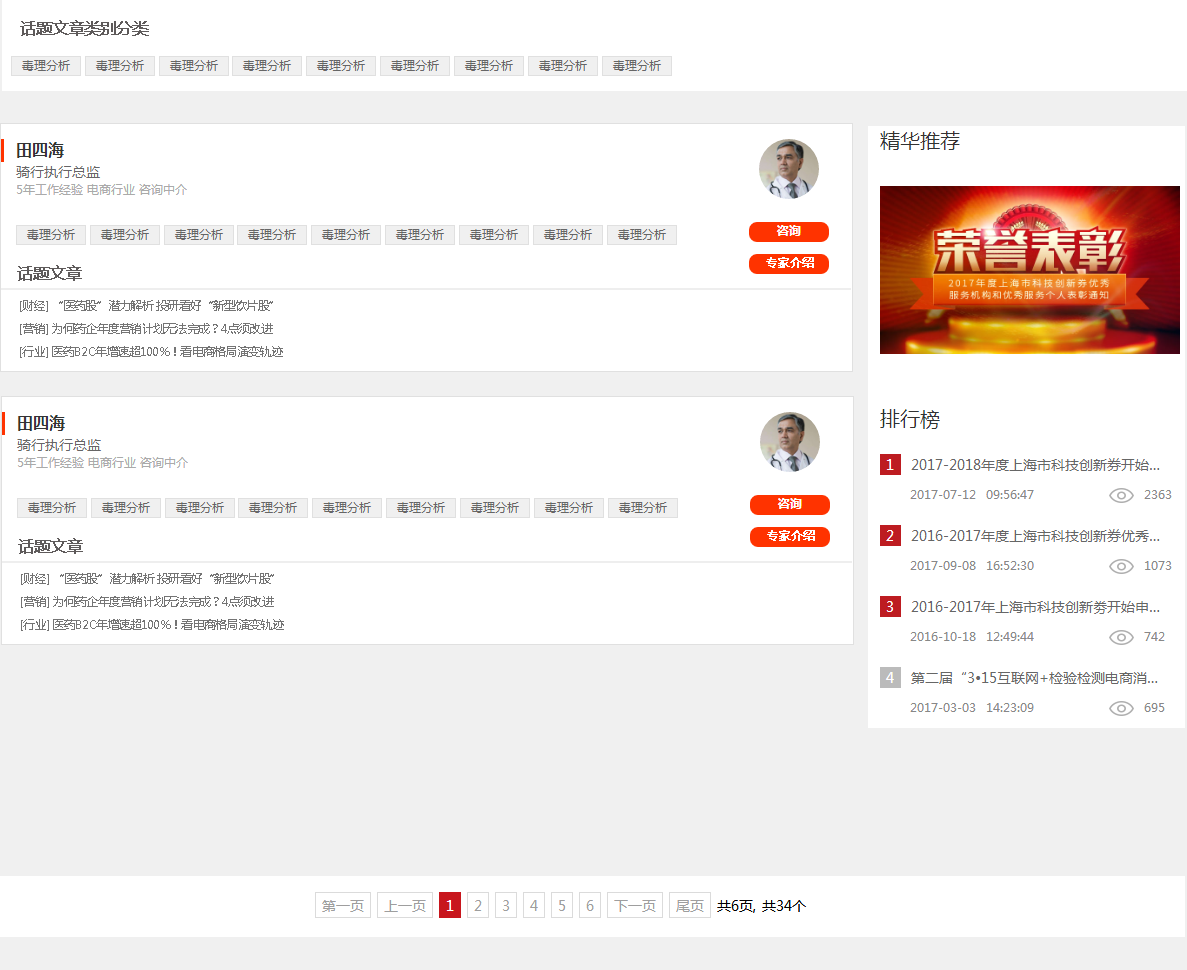 话题文章类别分类
毒理分析 毒理分析 毒理分析 毒理分析 毒理分析 毒理分析 毒理分析 毒理分析 毒理分析
田四海
骑行执行总监
5年工作经验 电商行业 咨询中介
毒理分析 毒理分析 毒理分析 毒理分析 毒理分析 毒理分析 毒理分析 毒理分析 毒理分析
咨询
专家介绍
话题文章
[财经] “医药股”潜力解析 投研看好“新型饮片股”
[营销] 为何药企年度营销计划无法完成？4点须改进
[行业] 医药B2C年增速超100%！看电商格局演变轨迹
田四海
骑行执行总监
5年工作经验 电商行业 咨询中介
毒理分析 毒理分析 毒理分析 毒理分析 毒理分析 毒理分析 毒理分析 毒理分析 毒理分析
咨询
专家介绍
话题文章
[财经] “医药股”潜力解析 投研看好“新型饮片股”
[营销] 为何药企年度营销计划无法完成？4点须改进
[行业] 医药B2C年增速超100%！看电商格局演变轨迹
精华推荐
荣誉表彰
2017年度上海市科技创新券优秀
服务机构和优秀服务个人表彰通知
排行榜
1 2017-2018年度上海市科技创新券开始...
2017-07-12 09:56:47 2363
2 2016-2017年度上海市科技创新券优秀...
2017-09-08 16:52:30 1073
3 2016-2017年上海市科技创新劵开始申...
2016-10-18 12:49:44 742
4 第二届“3•15互联网+检验检测电商消...
2017-03-03 14:23:09 695
第一页 上一页 1 2 3 4 5 6 下一页 尾页 共6页, 共34个